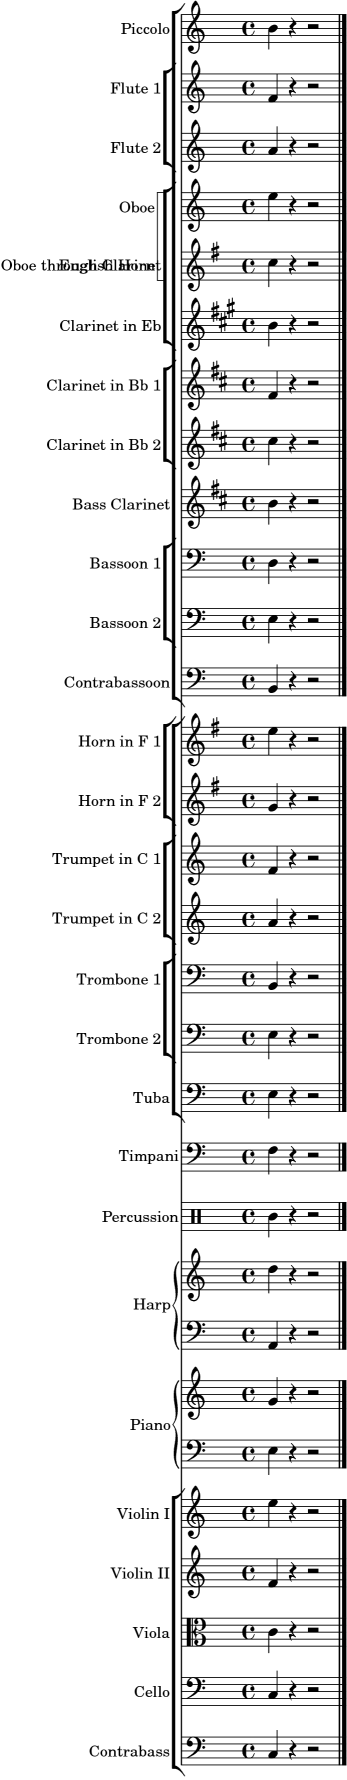 Piccolo
Flute 1
Flute 2
Oboe
Oboe through Clarinet
English Horn
Clarinet in Eb
Clarinet in Bb 1
Clarinet in Bb 2
Bass Clarinet
Bassoon 1
Bassoon 2
Contrabassoon
Horn in F 1
Horn in F 2
Trumpet in C 1
Trumpet in C 2
Trombone 1
Trombone 2
Tuba
Timpani
Percussion
Harp
Piano
Violin I
Violin II
Viola
Cello
Contrabass